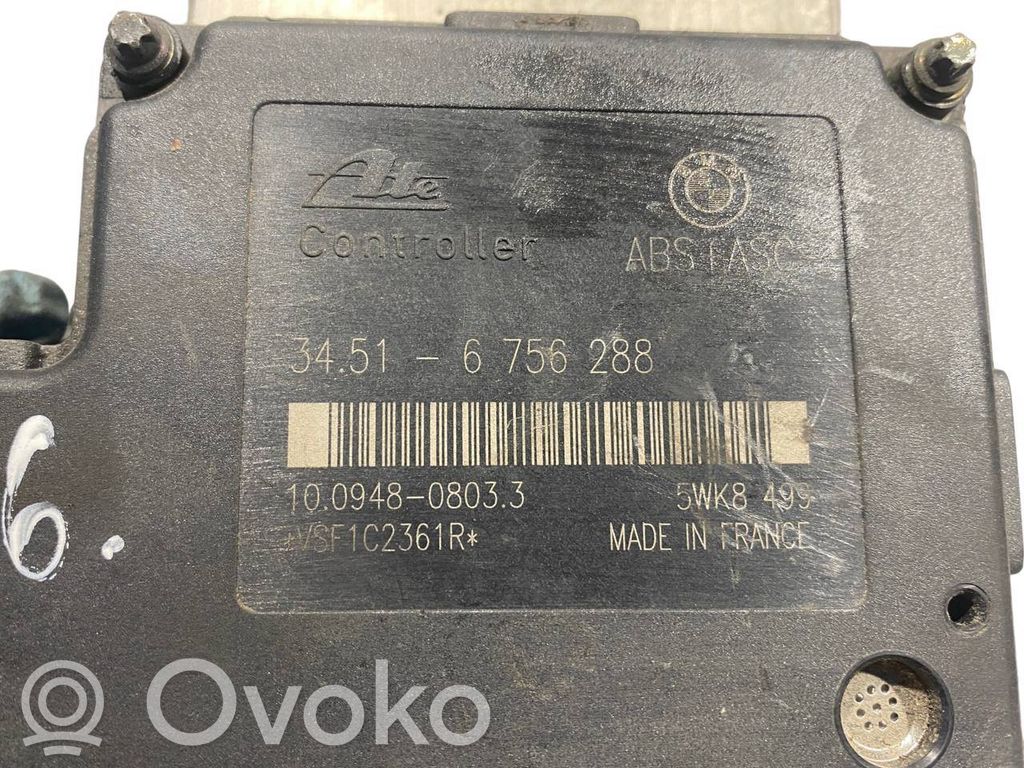 Ate
BMW
Controller
ABS/ASC
34.51 - 6 756 288
10.0948-0803.3
5WK8 499
*VSF1C2361R*
MADE IN FRANCE
6.
Ovoko